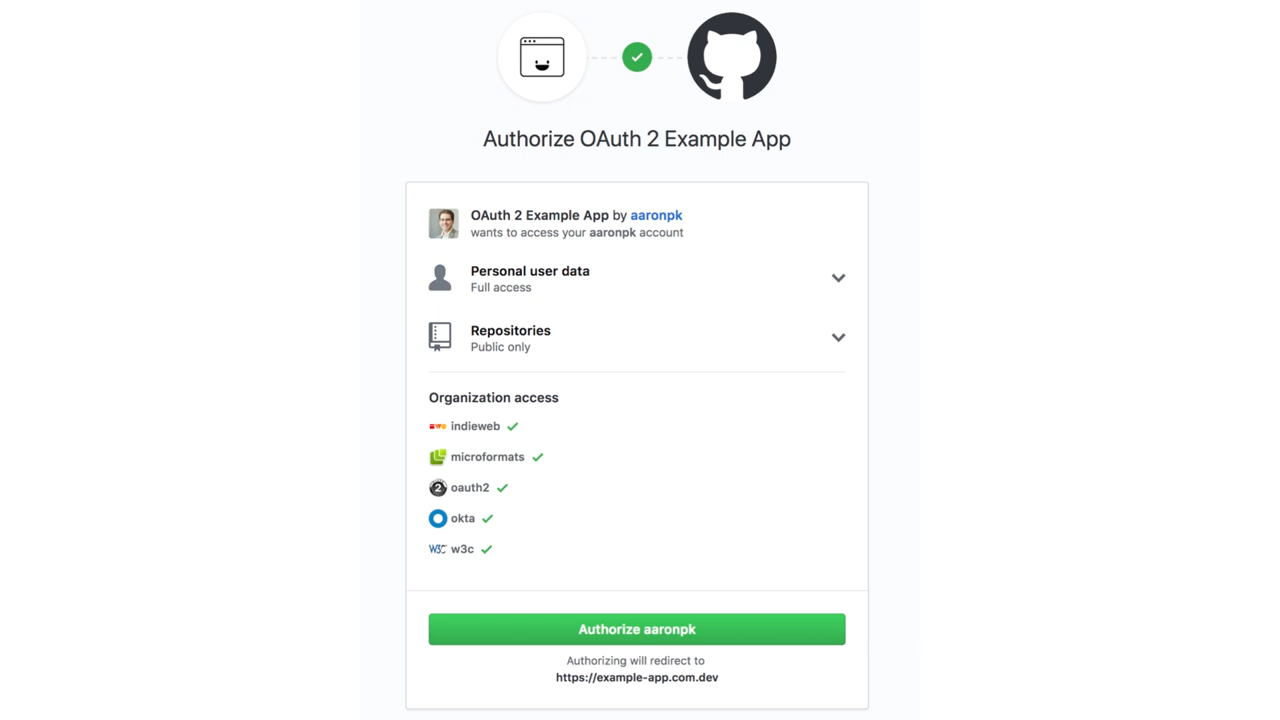 Authorize OAuth 2 Example App
OAuth 2 Example App by aaronpk
wants to access your aaronpk account
Personal user data
Full access
Repositories
Public only
Organization access
indieweb
microformats
2 oauth2
okta
W3C w3c
Authorize aaronpk
Authorizing will redirect to
https://example-app.com.dev